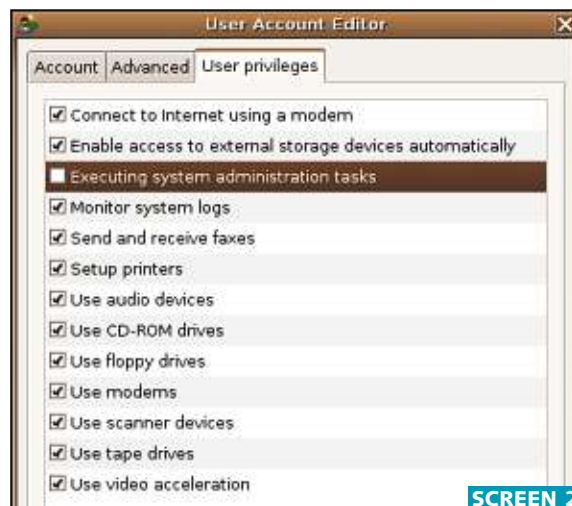 User Account Editor
Account Advanced User privileges
Connect to Internet using a modem
Enable access to external storage devices automatically
Executing system administration tasks
Monitor system logs
Send and receive faxes
Setup printers
Use audio devices
Use CD-ROM drives
Use floppy drives
Use modems
Use scanner devices
Use tape drives
Use video acceleration
SCREEN 2